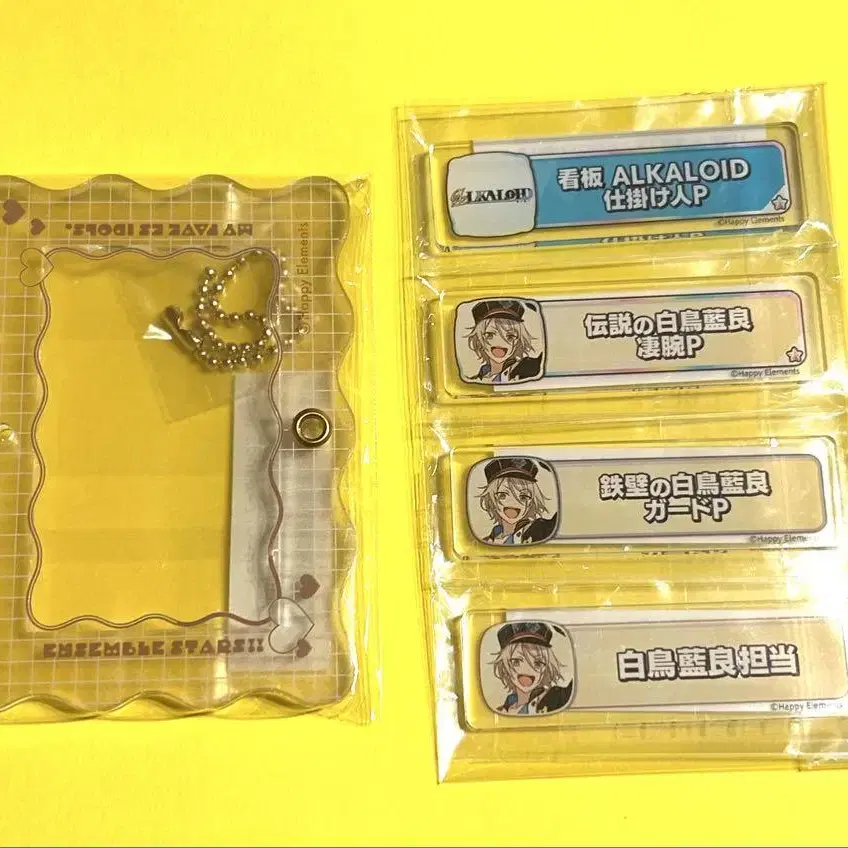 MY FAVE ES IDOLS.
©Happy Elements
ENSEMBLE STARS!!
ALKALOID
看板 ALKALOID
仕掛け人P
©Happy Elements
伝説の白鳥藍良
凄腕P
©Happy Elements
鉄壁の白鳥藍良
ガードP
©Happy Elements
白鳥藍良担当
©Happy Elements